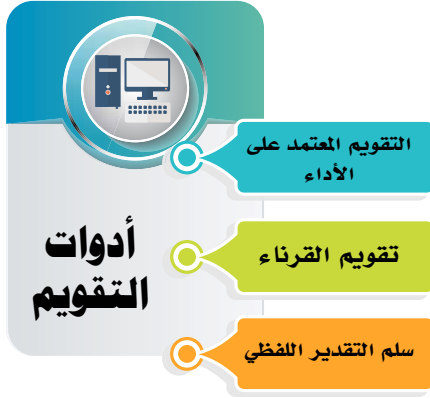 أدوات
التقويم
التقويم المعتمد على
الأداء
تقويم القرناء
سلم التقدير اللفظي